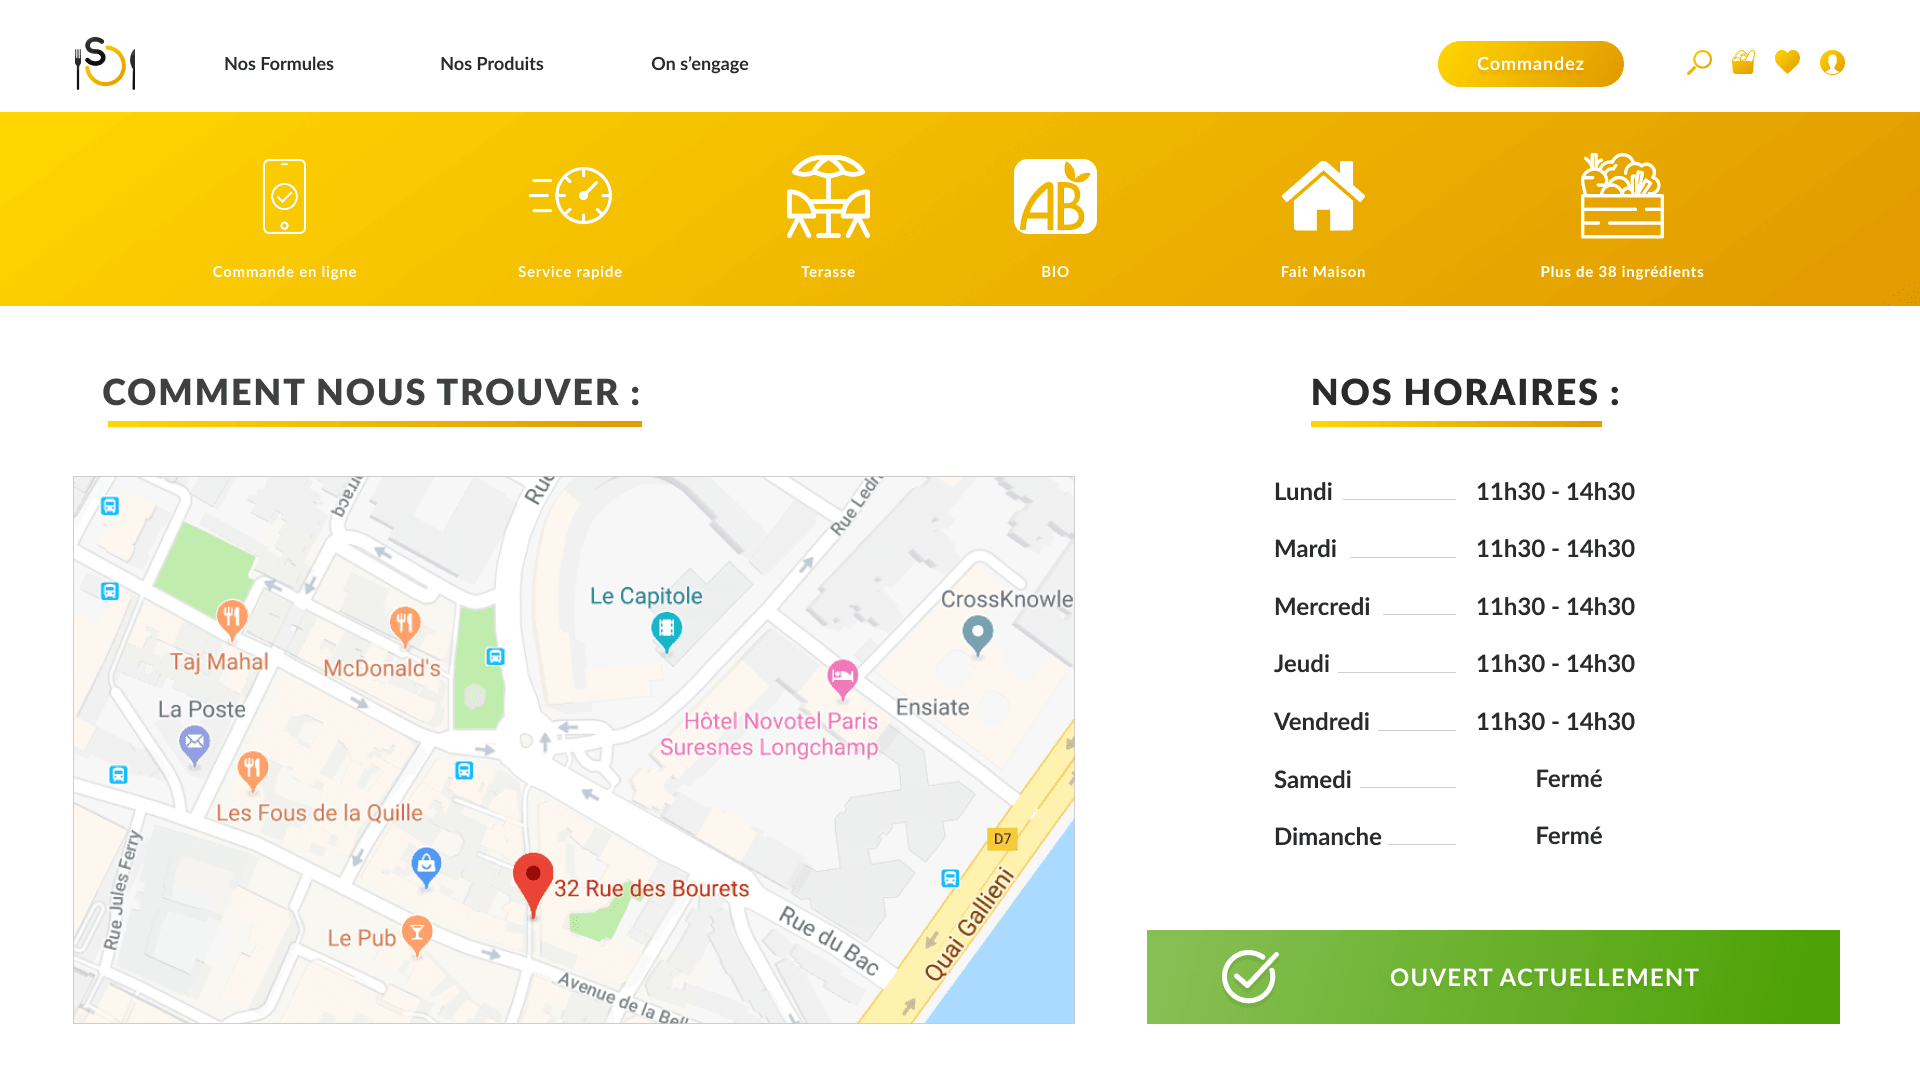 Nos Formules
Nos Produits
On s’engage
Commandez
Commande en ligne
Service rapide
Terasse
AB
BIO
Fait Maison
Plus de 38 ingrédients
COMMENT NOUS TROUVER :
Rue
Rue Ledr
Le Capitole
CrossKnowle
Taj Mahal
McDonald's
La Poste
Ensiate
Hôtel Novotel Paris
Suresnes Longchamp
Les Fous de la Quille
D7
Rue Jules Ferry
32 Rue des Bourets
Le Pub
Rue du Bac
Quai Gallieni
Avenue de la Bell
NOS HORAIRES :
Lundi 11h30 - 14h30
Mardi 11h30 - 14h30
Mercredi 11h30 - 14h30
Jeudi 11h30 - 14h30
Vendredi 11h30 - 14h30
Samedi Fermé
Dimanche Fermé
OUVERT ACTUELLEMENT